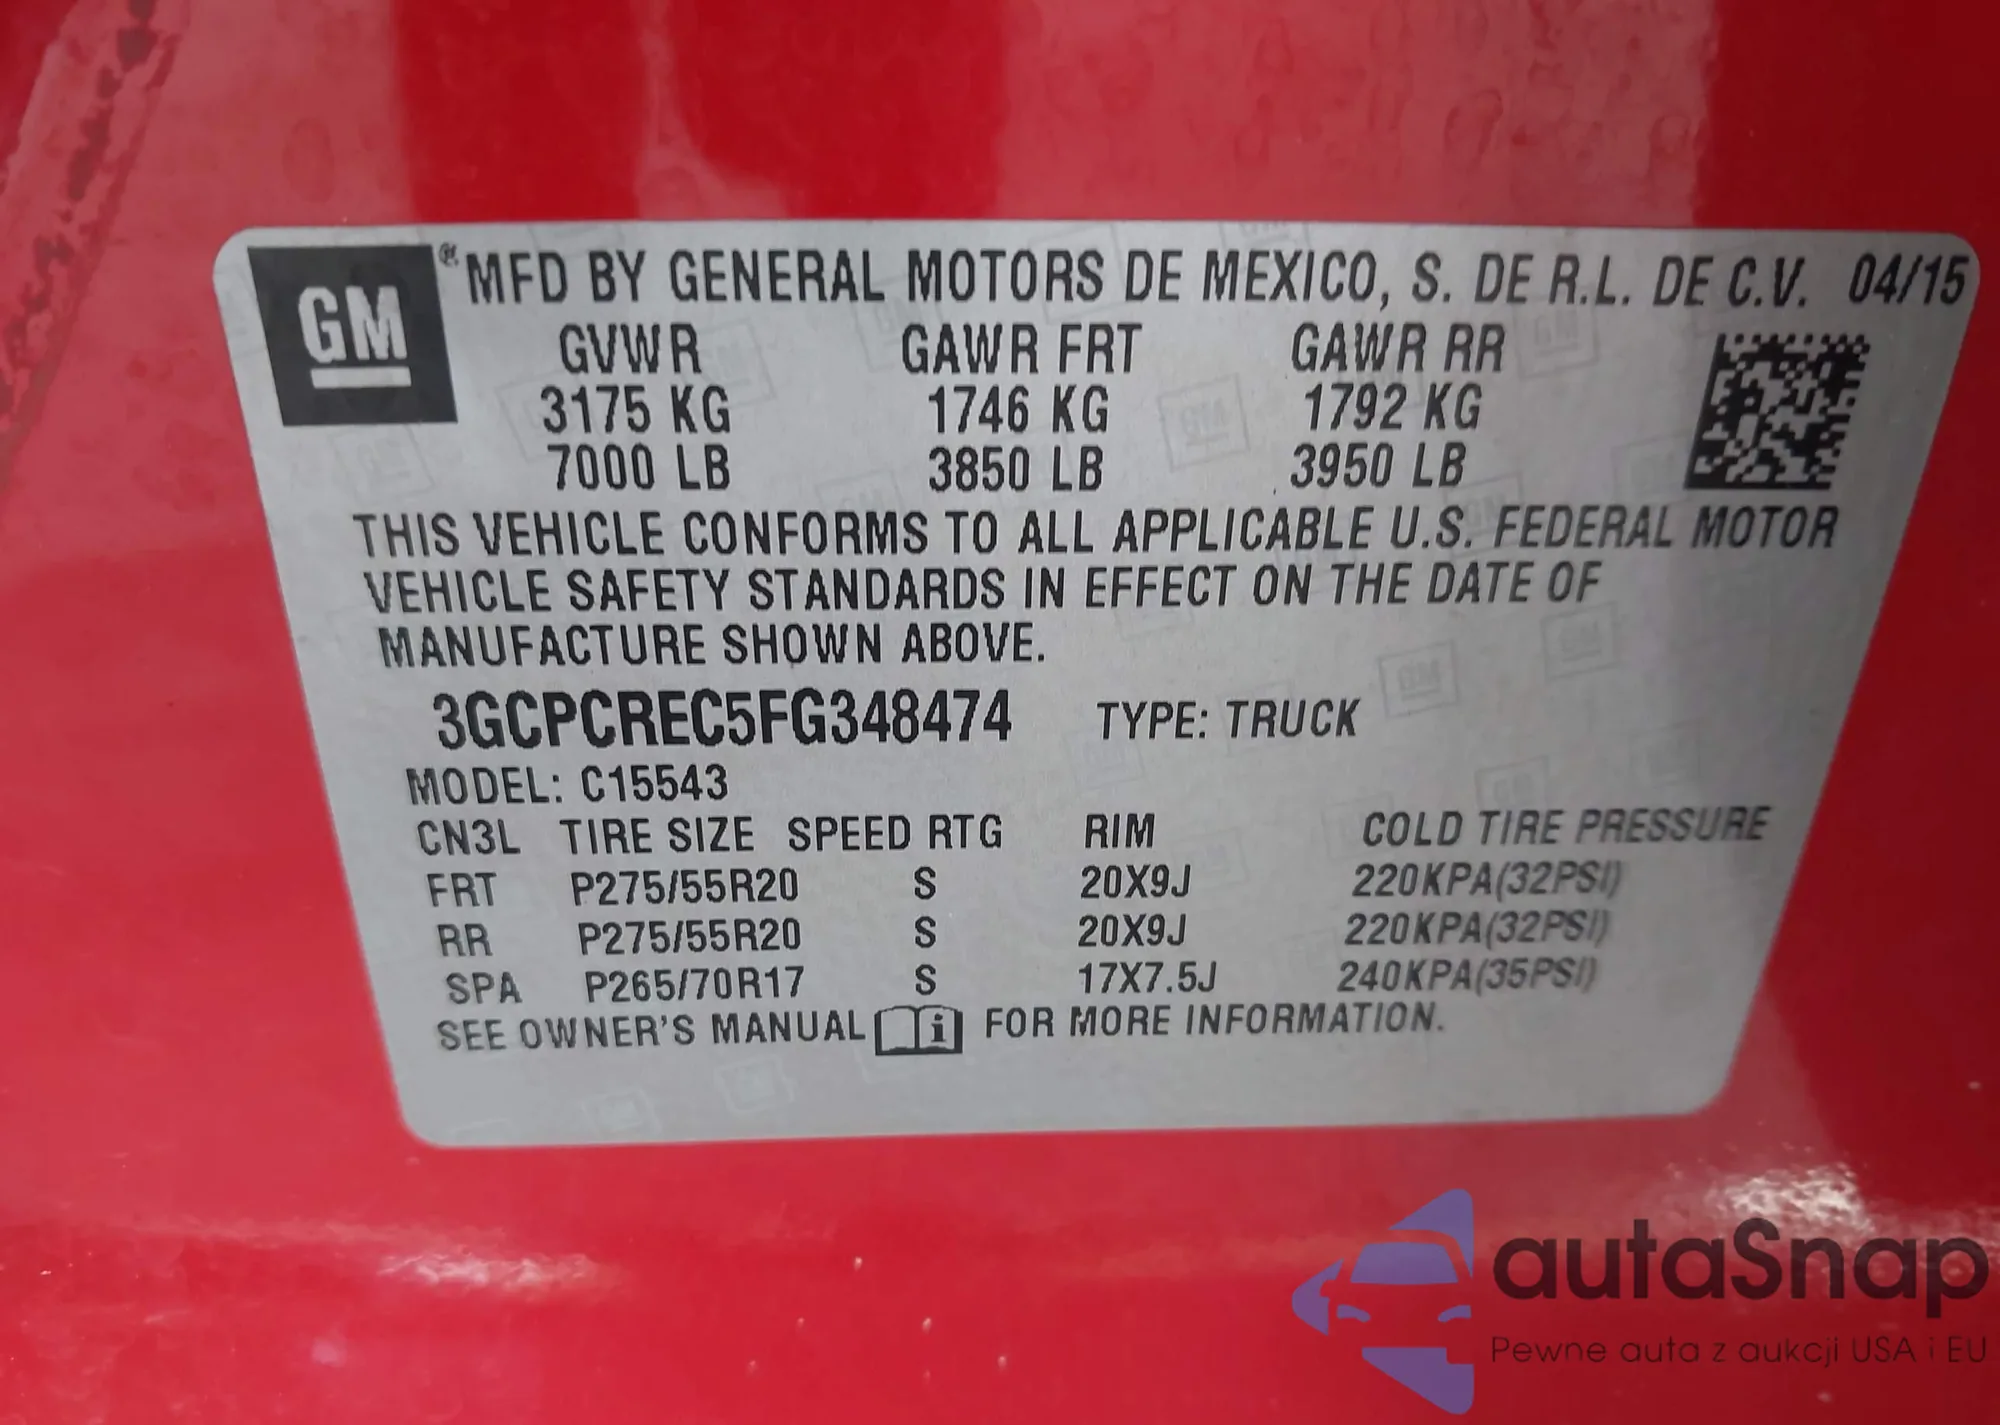 GM
® MFD BY GENERAL MOTORS DE MEXICO, S. DE R.L. DE C.V. 04/15
GVWR GAWR FRT GAWR RR
3175 KG 1746 KG 1792 KG
7000 LB 3850 LB 3950 LB
THIS VEHICLE CONFORMS TO ALL APPLICABLE U.S. FEDERAL MOTOR
VEHICLE SAFETY STANDARDS IN EFFECT ON THE DATE OF
MANUFACTURE SHOWN ABOVE.
3GCPCREC5FG348474 TYPE: TRUCK
MODEL: C15543
CN3L TIRE SIZE SPEED RTG RIM COLD TIRE PRESSURE
FRT P275/55R20 S 20X9J 220KPA(32PSI)
RR P275/55R20 S 20X9J 220KPA(32PSI)
SPA P265/70R17 S 17X7.5J 240KPA(35PSI)
SEE OWNER'S MANUAL i FOR MORE INFORMATION.
autaSnap
Pewne auta z aukcji USA i EU